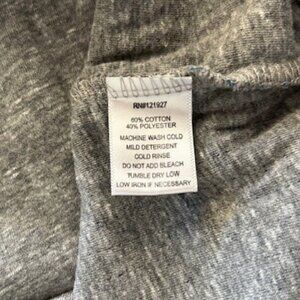 RN#121927
60% COTTON
40% POLYESTER
MACHINE WASH COLD
MILD DETERGENT
COLD RINSE
DO NOT ADD BLEACH
TUMBLE DRY LOW
LOW IRON IF NECESSARY